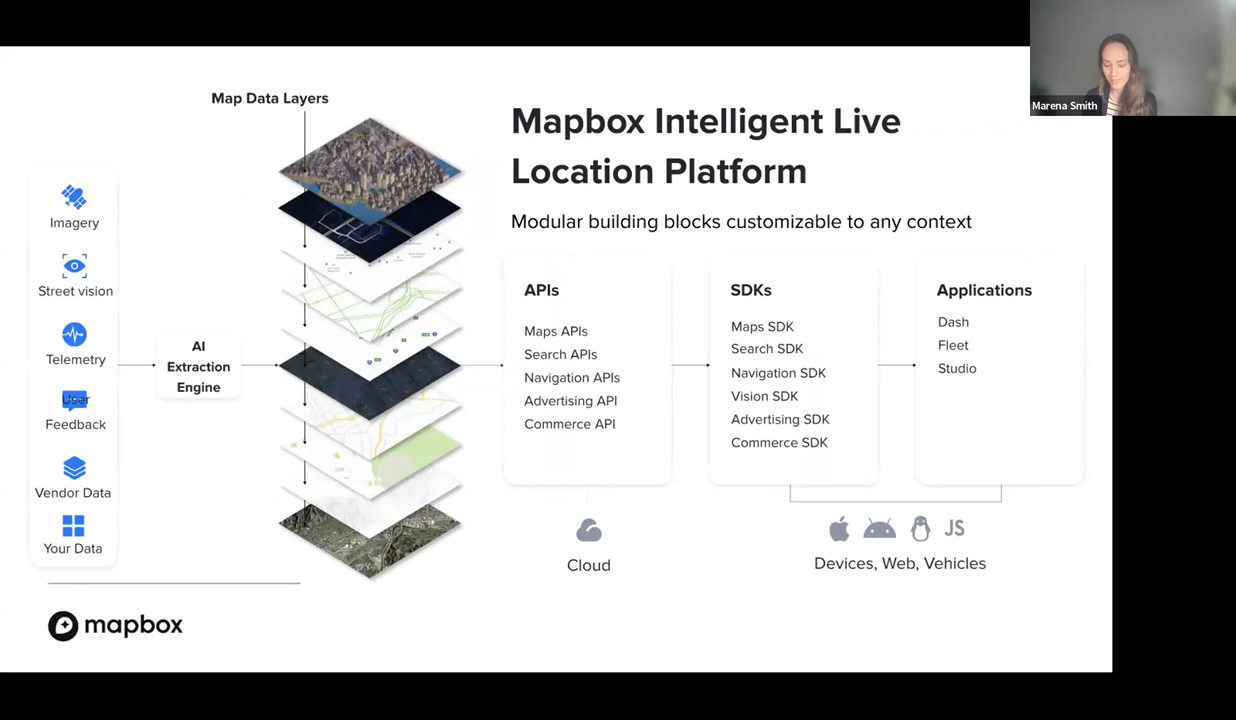 Marena Smith
Map Data Layers
Mapbox Intelligent Live
Location Platform
Modular building blocks customizable to any context
Imagery
Street vision
Telemetry
User
Feedback
Vendor Data
Your Data
AI
Extraction
Engine
APIs
Maps APIs
Search APIs
Navigation APIs
Advertising API
Commerce API
SDKs
Maps SDK
Search SDK
Navigation SDK
Vision SDK
Advertising SDK
Commerce SDK
Applications
Dash
Fleet
Studio
Cloud
JS
Devices, Web, Vehicles
mapbox